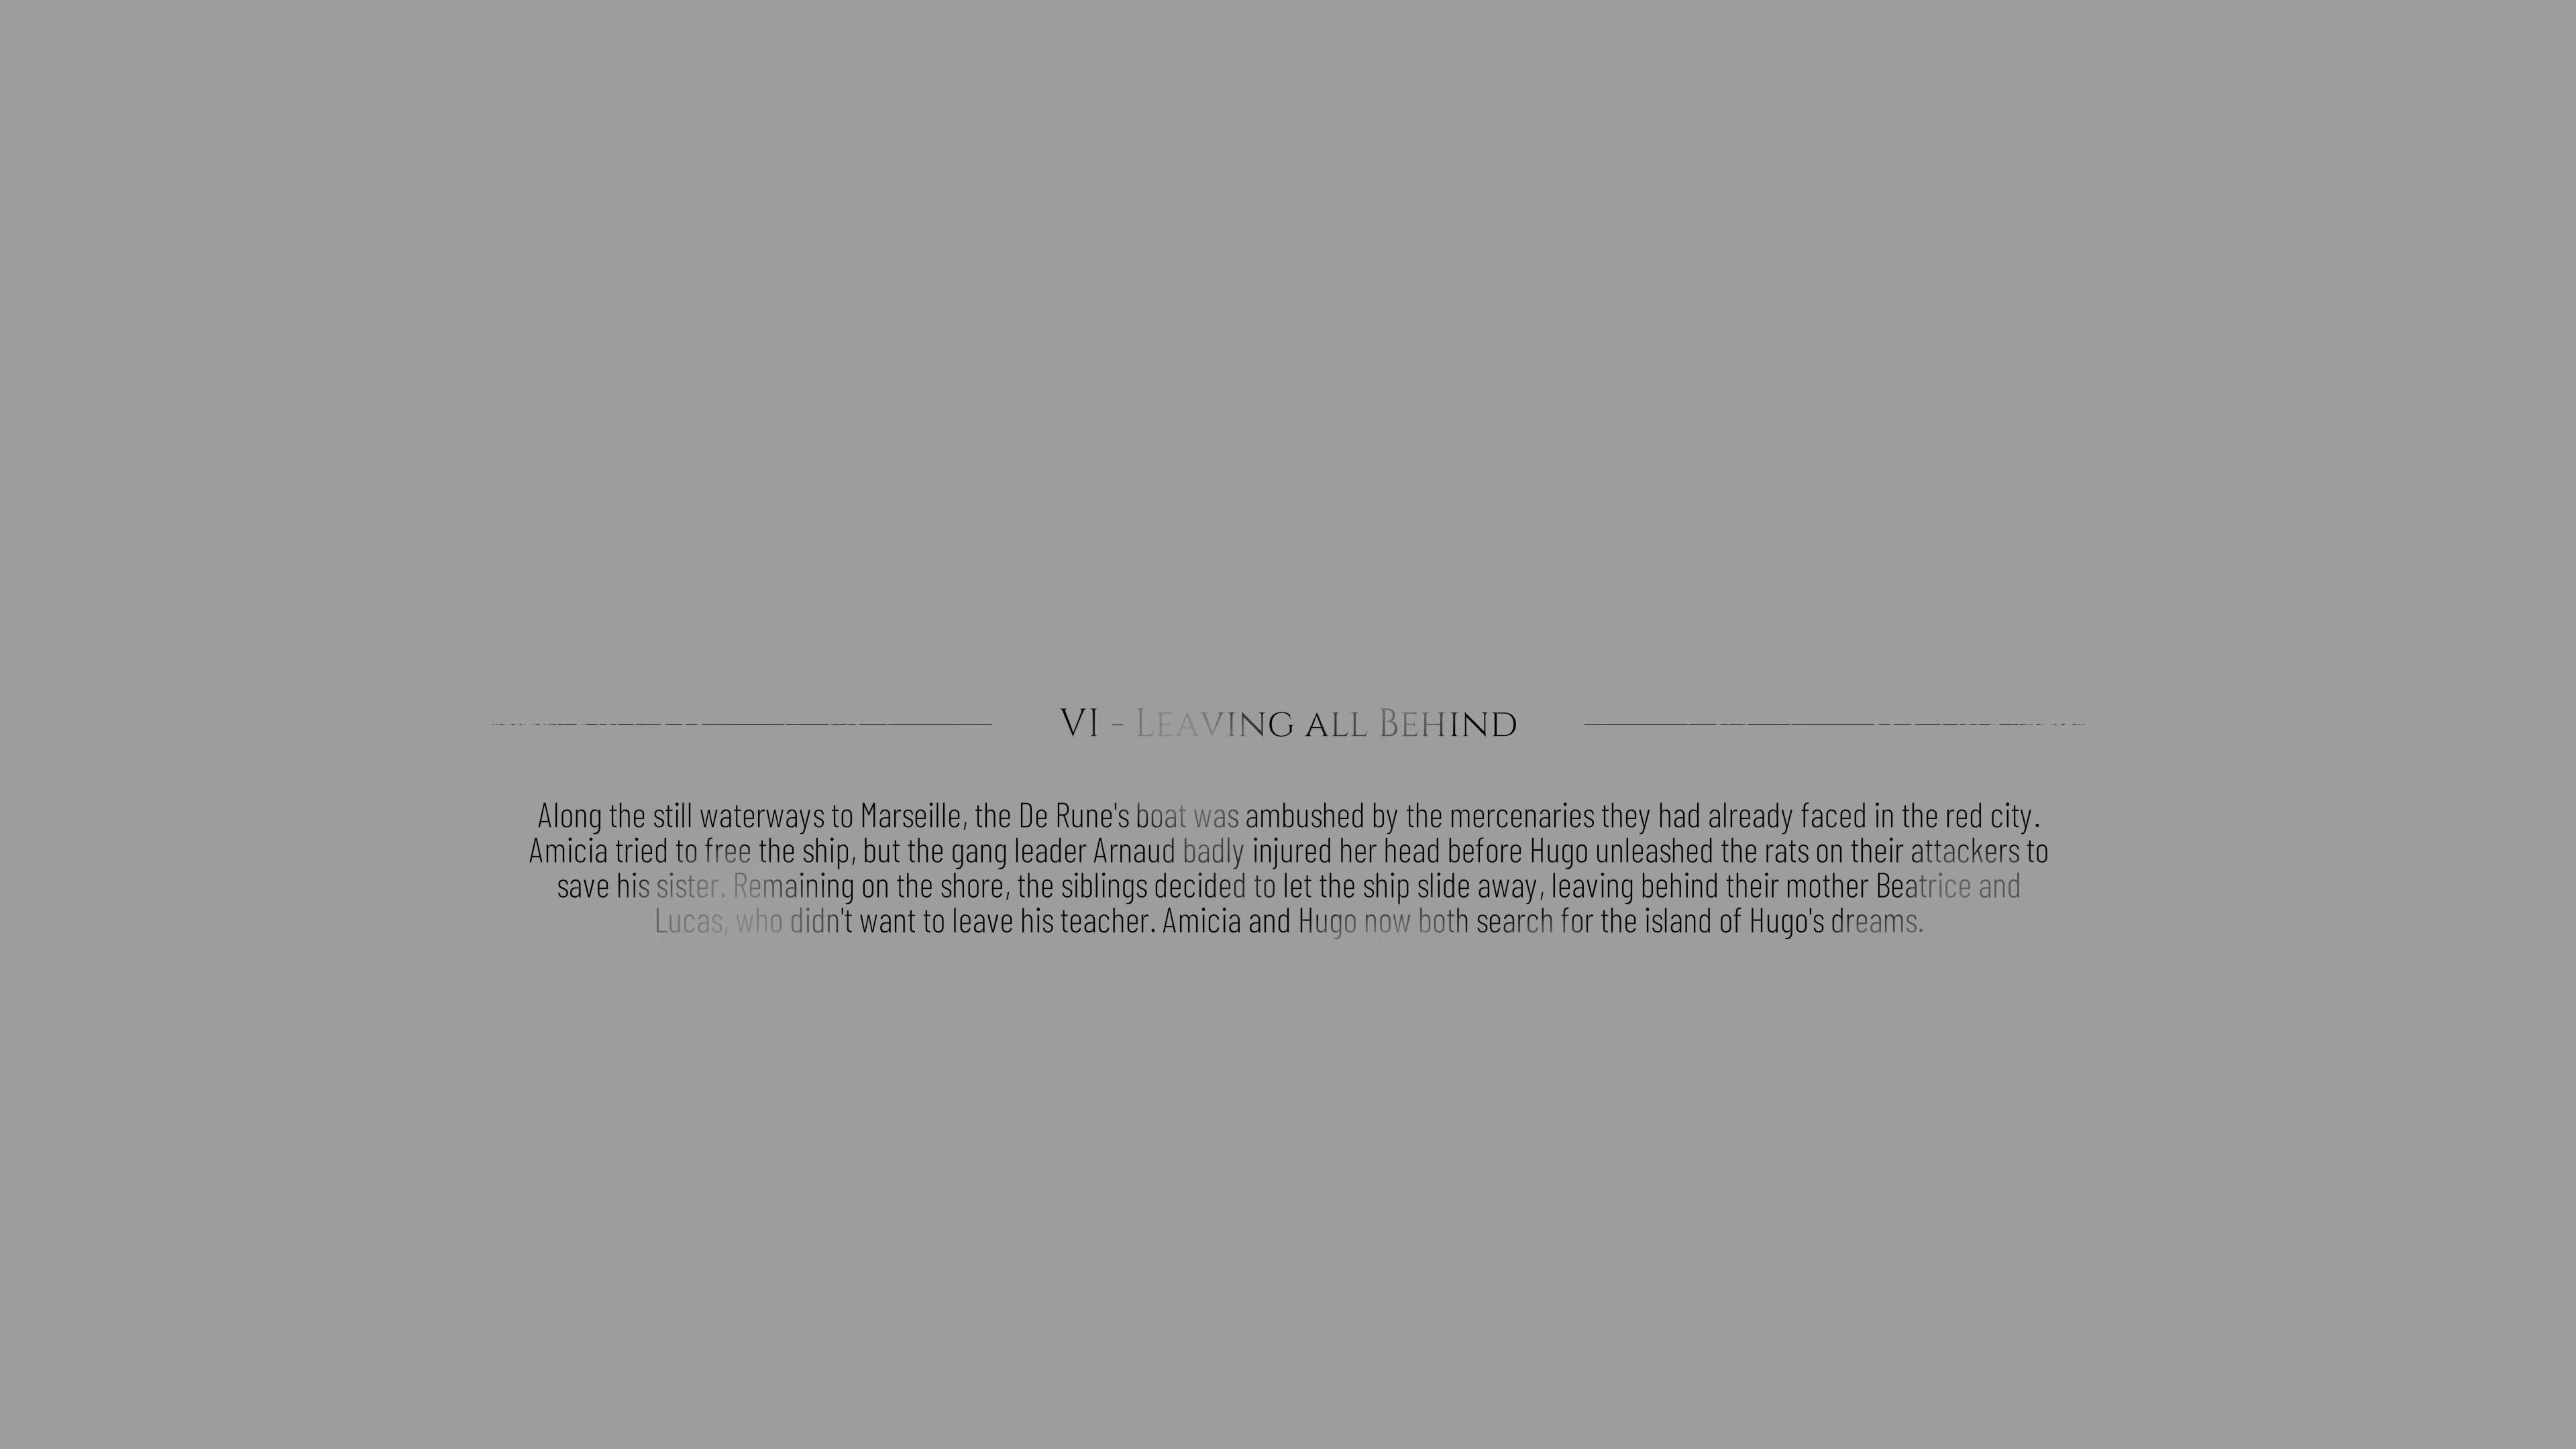 VI - Leaving all Behind
Along the still waterways to Marseille, the De Rune's boat was ambushed by the mercenaries they had already faced in the red city.
Amicia tried to free the ship, but the gang leader Arnaud badly injured her head before Hugo unleashed the rats on their attackers to
save his sister. Remaining on the shore, the siblings decided to let the ship slide away, leaving behind their mother Beatrice and
Lucas, who didn't want to leave his teacher. Amicia and Hugo now both search for the island of Hugo's dreams.